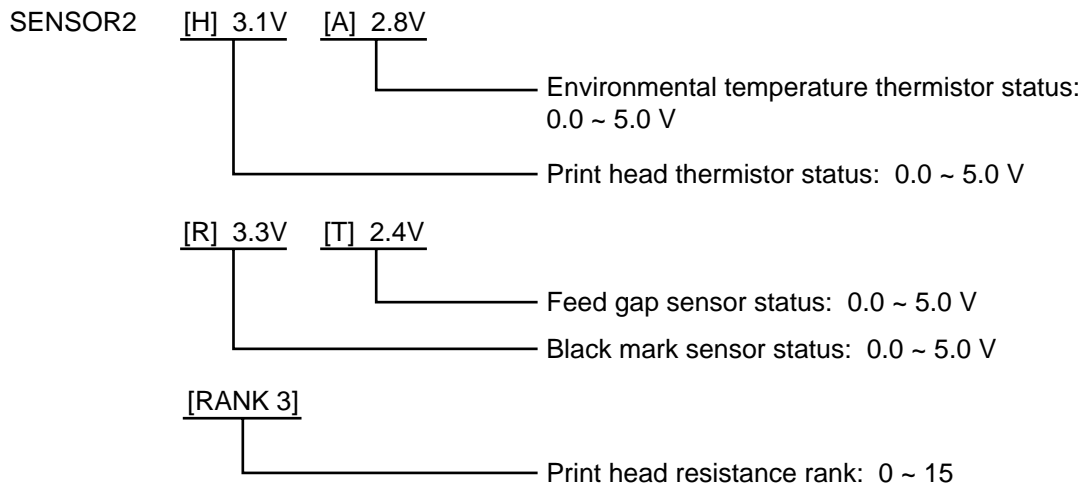 SENSOR2 [H] 3.1V [A] 2.8V
Environmental temperature thermistor status:
0.0 ~ 5.0 V
Print head thermistor status: 0.0 ~ 5.0 V
[R] 3.3V [T] 2.4V
Feed gap sensor status: 0.0 ~ 5.0 V
Black mark sensor status: 0.0 ~ 5.0 V
[RANK 3]
Print head resistance rank: 0 ~ 15